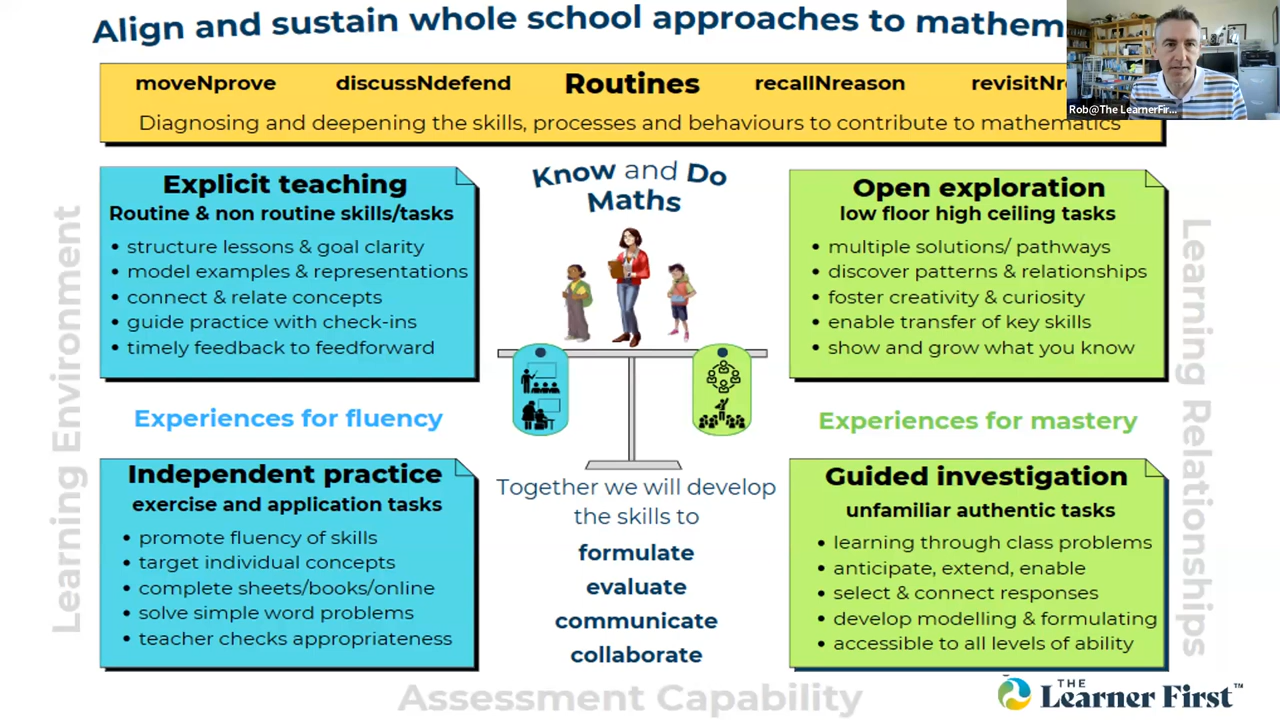 Align and sustain whole school approaches to mathem
Rob@The LearnerFir...
moveNprove discussNdefend Routines recallNreason
Diagnosing and deepening the skills, processes and behaviours to contribute to mathematics
Explicit teaching
Routine & non routine skills/tasks
• structure lessons & goal clarity
• model examples & representations
• connect & relate concepts
• guide practice with check-ins
• timely feedback to feedforward
Know and Do
Maths
Open exploration
low floor high ceiling tasks
• multiple solutions/ pathways
• discover patterns & relationships
• foster creativity & curiosity
• enable transfer of key skills
• show and grow what you know
Learning Environment
Learning Relationships
Experiences for fluency
Experiences for mastery
Independent practice
exercise and application tasks
• promote fluency of skills
• target individual concepts
• complete sheets/books/online
• solve simple word problems
• teacher checks appropriateness
Together we will develop
the skills to
formulate
evaluate
communicate
collaborate
Guided investigation
unfamiliar authentic tasks
• learning through class problems
• anticipate, extend, enable
• select & connect responses
• develop modelling & formulating
• accessible to all levels of ability
Assessment Capability
THE
Learner First™